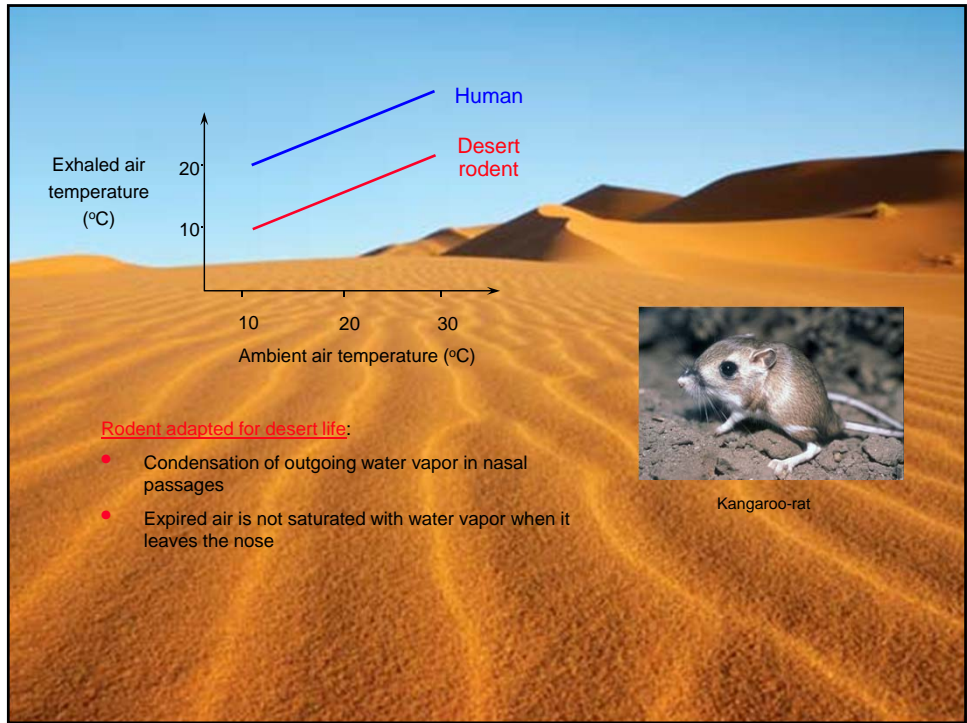 Human
Desert
rodent
Exhaled air
temperature
(ºC)
20
10
10 20 30
Ambient air temperature (ºC)
Rodent adapted for desert life:
• Condensation of outgoing water vapor in nasal
passages
• Expired air is not saturated with water vapor when it
leaves the nose
Kangaroo-rat